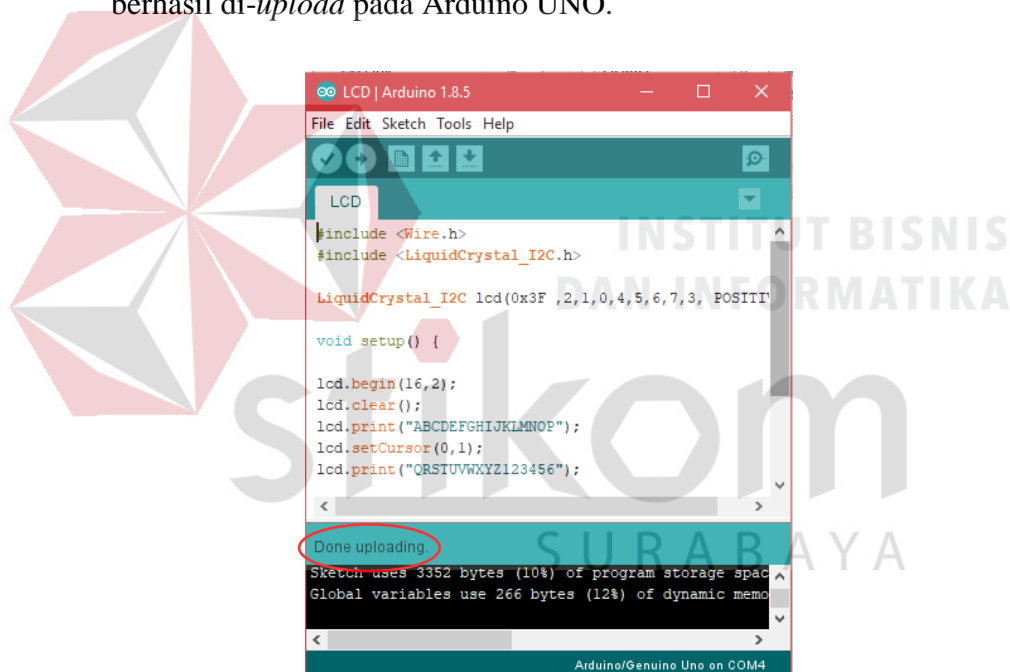 berhasil di-upload pada Arduino UNO.
LCD | Arduino 1.8.5
File Edit Sketch Tools Help
LCD
#include <Wire.h>
#include <LiquidCrystal_I2C.h>
LiquidCrystal_I2C lcd(0x3F ,2,1,0,4,5,6,7,3, POSITI
void setup() {
lcd.begin(16,2);
lcd.clear();
lcd.print("ABCDEFGHIJKLMNOP");
lcd.setCursor(0,1);
lcd.print("QRSTUVWXYZ123456");
Done uploading.
Sketch uses 3352 bytes (10%) of program storage spac
Global variables use 266 bytes (12%) of dynamic memo
Arduino/Genuino Uno on COM4
INSTITUT BISNIS
DAN INFORMATIKA
stikom
SURABAYA